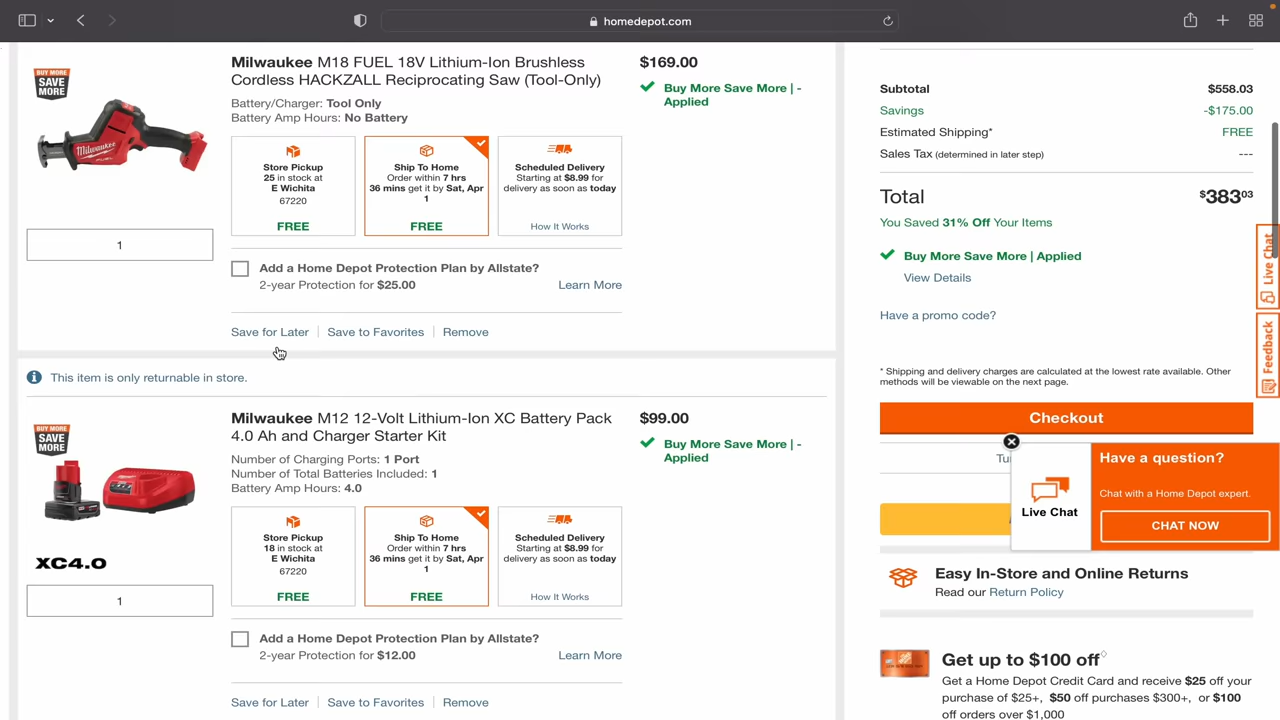 homedepot.com
BUY MORE
SAVE
MORE
Milwaukee
FUEL
Milwaukee M18 FUEL 18V Lithium-Ion Brushless
Cordless HACKZALL Reciprocating Saw (Tool-Only)
Battery/Charger: Tool Only
Battery Amp Hours: No Battery
$169.00
Buy More Save More | -
Applied
Store Pickup
25 in stock at
E Wichita
67220
FREE
Ship To Home
Order within 7 hrs
36 mins get it by Sat, Apr
1
FREE
Scheduled Delivery
Starting at $8.99 for
delivery as soon as today
How It Works
1
Add a Home Depot Protection Plan by Allstate?
2-year Protection for $25.00
Learn More
Save for Later
Save to Favorites
Remove
This item is only returnable in store.
BUY MORE
SAVE
MORE
XC4.0
Milwaukee M12 12-Volt Lithium-Ion XC Battery Pack
4.0 Ah and Charger Starter Kit
Number of Charging Ports: 1 Port
Number of Total Batteries Included: 1
Battery Amp Hours: 4.0
$99.00
Buy More Save More | -
Applied
Store Pickup
18 in stock at
E Wichita
67220
FREE
Ship To Home
Order within 7 hrs
36 mins get it by Sat, Apr
1
FREE
Scheduled Delivery
Starting at $8.99 for
delivery as soon as today
How It Works
1
Add a Home Depot Protection Plan by Allstate?
2-year Protection for $12.00
Learn More
Save for Later
Save to Favorites
Remove
Subtotal $558.03
Savings -$175.00
Estimated Shipping* FREE
Sales Tax (determined in later step) ---
Total $38303
You Saved 31% Off Your Items
Buy More Save More | Applied
View Details
Have a promo code?
* Shipping and delivery charges are calculated at the lowest rate available. Other
methods will be viewable on the next page.
Checkout
Live Chat
Have a question?
Chat with a Home Depot expert.
CHAT NOW
Easy In-Store and Online Returns
Read our Return Policy
Get up to $100 off◊
Get a Home Depot Credit Card and receive $25 off your
purchase of $25+, $50 off purchases $300+, or $100
off orders over $1,000
Live Chat
Feedback